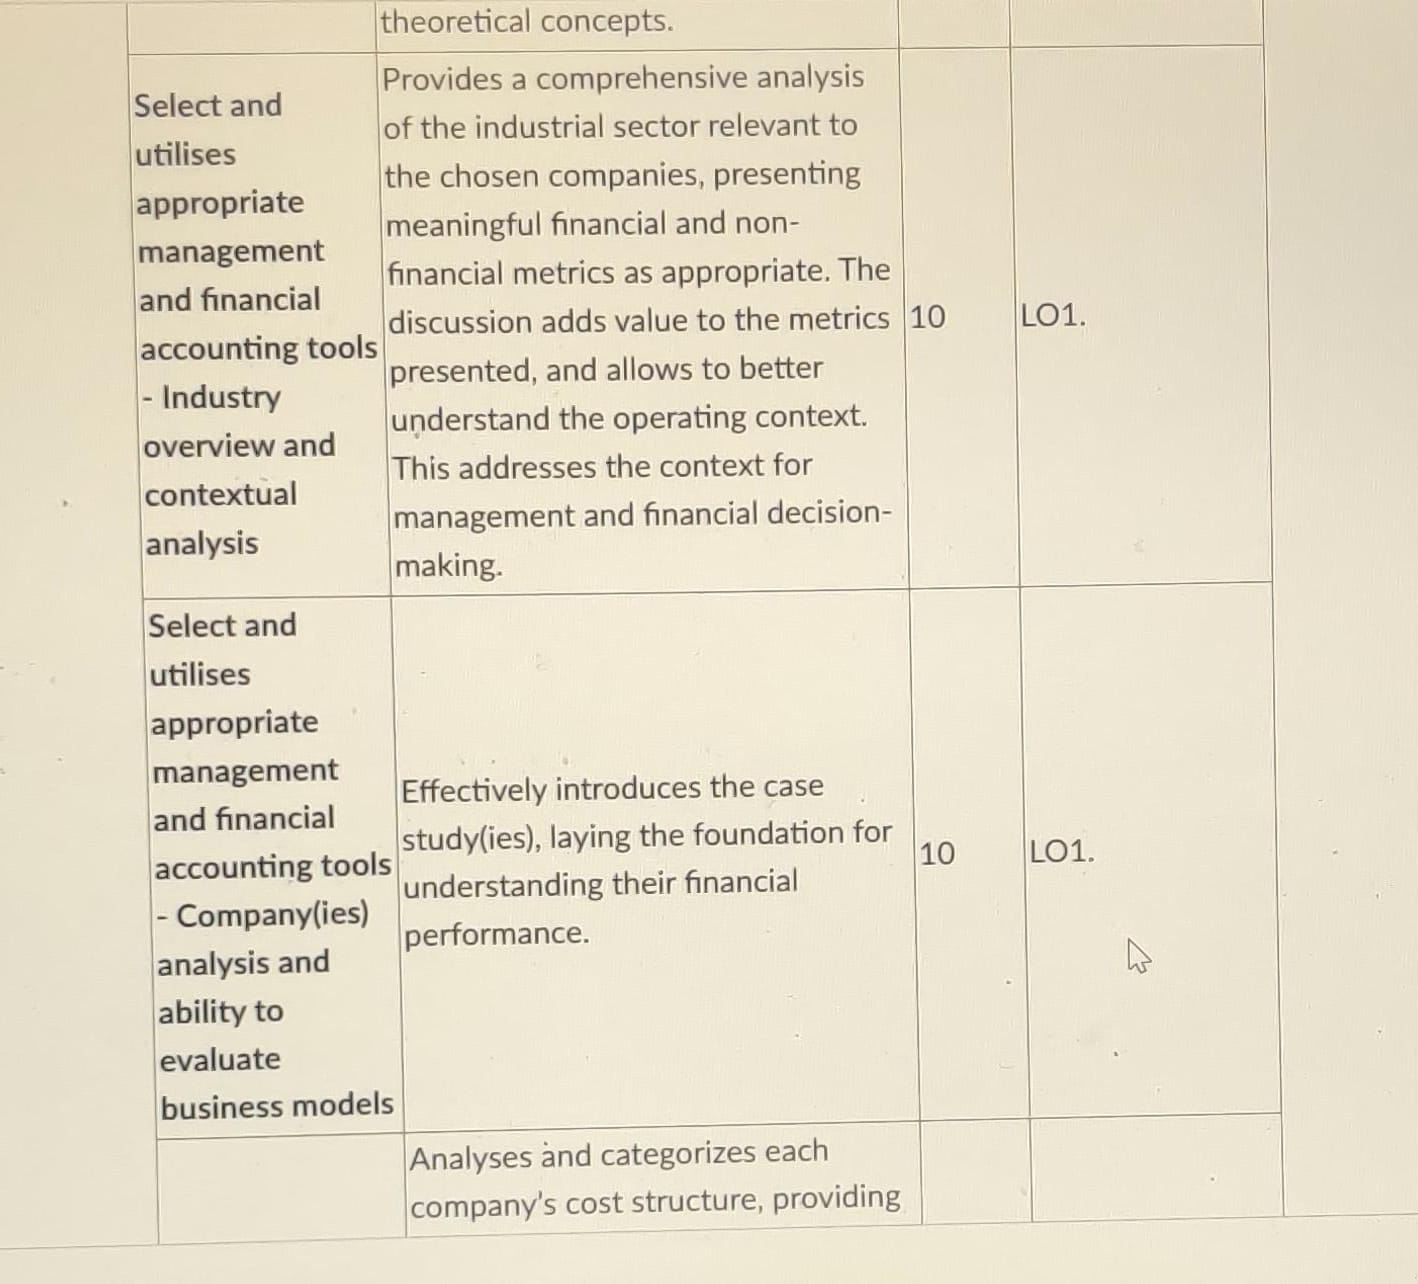 theoretical concepts.
Select and
utilises
appropriate
management
and financial
accounting tools
- Industry
overview and
contextual
analysis
Provides a comprehensive analysis
of the industrial sector relevant to
the chosen companies, presenting
meaningful financial and non-
financial metrics as appropriate. The
discussion adds value to the metrics
presented, and allows to better
understand the operating context.
This addresses the context for
management and financial decision-
making.
10
LO1.
Select and
utilises
appropriate
management
and financial
accounting tools
- Company(ies)
analysis and
ability to
evaluate
business models
Effectively introduces the case
study(ies), laying the foundation for
understanding their financial
performance.
10
LO1.
Analyses and categorizes each
company's cost structure, providing